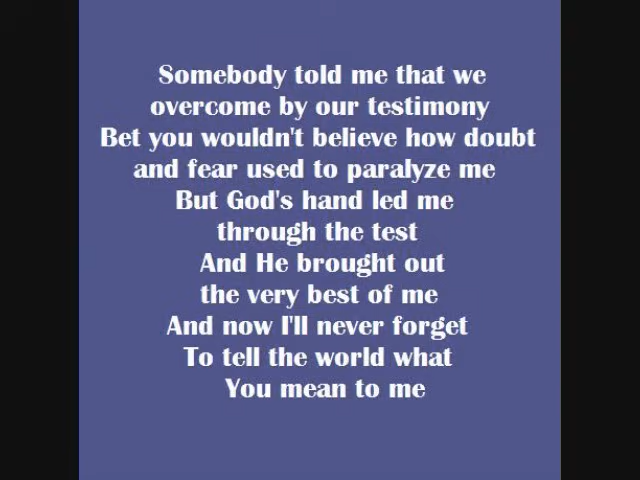 Somebody told me that we
overcome by our testimony
Bet you wouldn't believe how doubt
and fear used to paralyze me
But God's hand led me
through the test
And He brought out
the very best of me
And now I'll never forget
To tell the world what
You mean to me